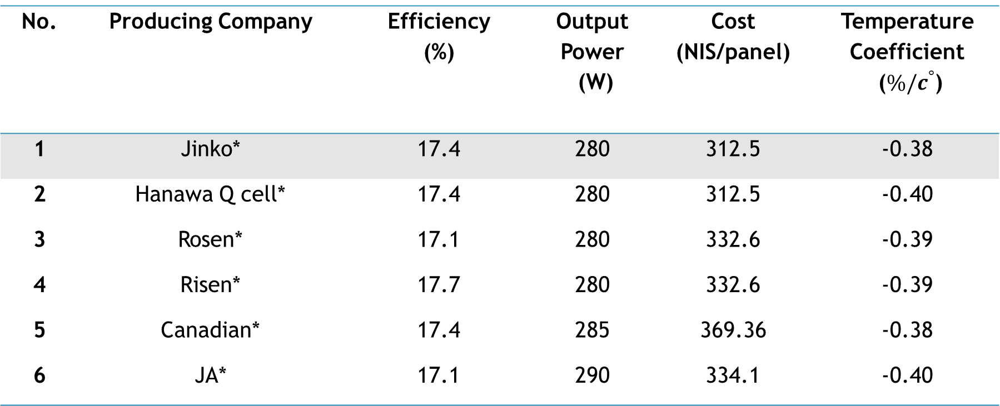 No. Producing Company Efficiency Output Cost Temperature
(%) Power (NIS/panel) Coefficient
(W) (%/c°)
1 Jinko* 17.4 280 312.5 -0.38
2 Hanawa Q cell* 17.4 280 312.5 -0.40
3 Rosen* 17.1 280 332.6 -0.39
4 Risen* 17.7 280 332.6 -0.39
5 Canadian* 17.4 285 369.36 -0.38
6 JA* 17.1 290 334.1 -0.40